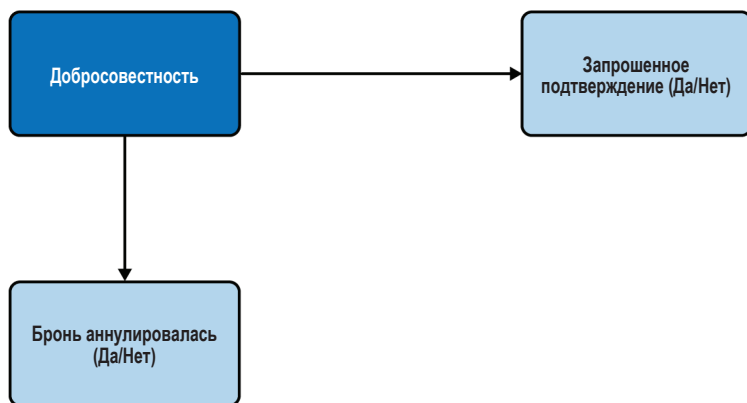 Добросовестность
Запрошенное
подтверждение (Да/Нет)
Бронь аннулировалась
(Да/Нет)